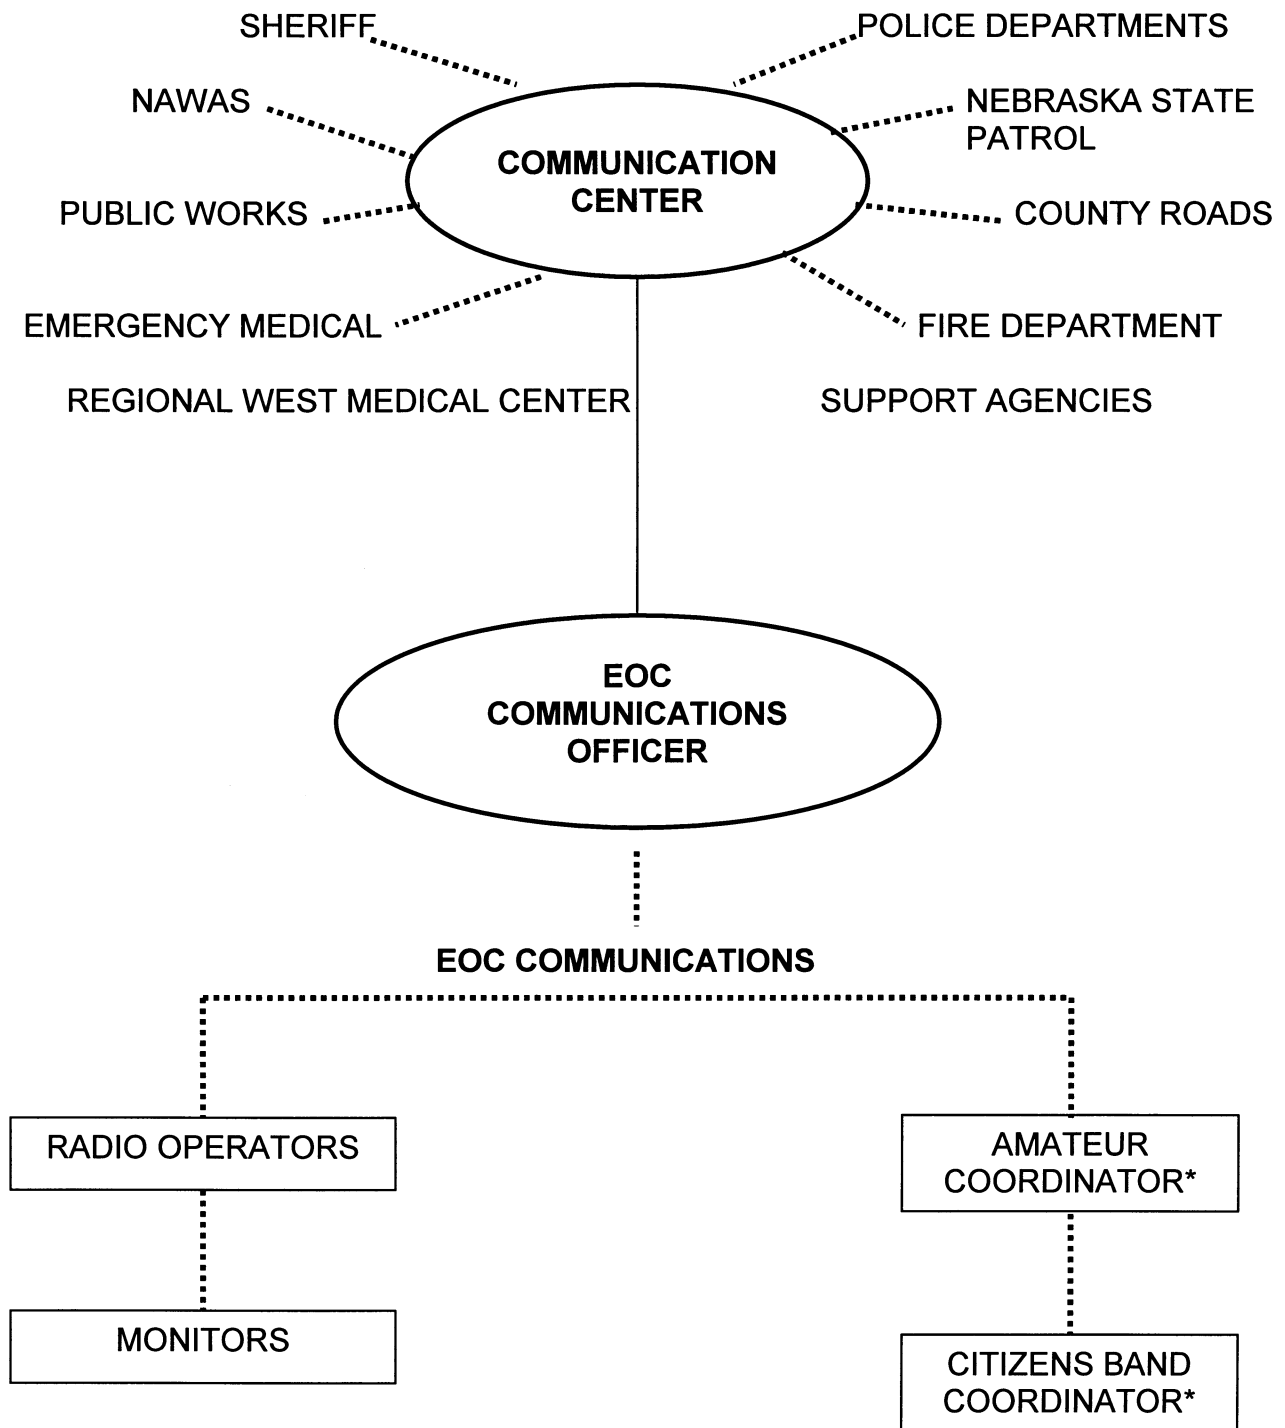 SHERIFF
POLICE DEPARTMENTS
NAWAS
NEBRASKA STATE
PATROL
COMMUNICATION
CENTER
PUBLIC WORKS
COUNTY ROADS
EMERGENCY MEDICAL
FIRE DEPARTMENT
REGIONAL WEST MEDICAL CENTER
SUPPORT AGENCIES
EOC
COMMUNICATIONS
OFFICER
EOC COMMUNICATIONS
RADIO OPERATORS
AMATEUR
COORDINATOR*
MONITORS
CITIZENS BAND
COORDINATOR*